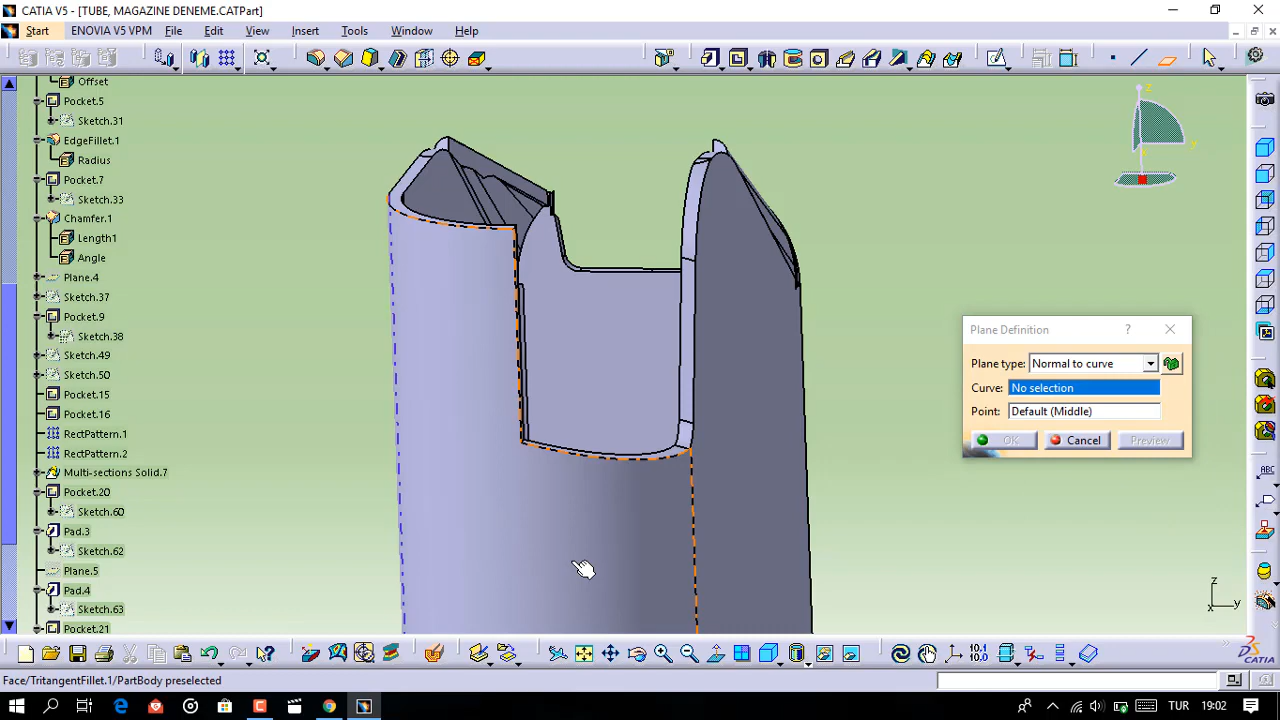 CATIA V5 - [TUBE, MAGAZINE DENEME.CATPart]
Start ENOVIA V5 VPM File Edit View Insert Tools Window Help
Offset
Pocket.5
Sketch.31
EdgeFillet.1
Radius
Pocket.7
Sketch.33
Chamfer.1
Length1
Angle
Plane.4
Sketch.37
Pocket.9
Sketch.38
Sketch.49
Sketch.50
Pocket.15
Pocket.16
RectPattern.1
RectPattern.2
Multi-sections Solid.7
Pocket.20
Sketch.60
Pad.3
Sketch.62
Plane.5
Pad.4
Sketch.63
Pocket.21
z
y
Plane Definition ?
Plane type: Normal to curve
Curve: No selection
Point: Default (Middle)
OK Cancel Preview
z
x y
ABC
10.1
10.0
CATIA
Face/TritangentFillet.1/PartBody preselected
TUR 19:02